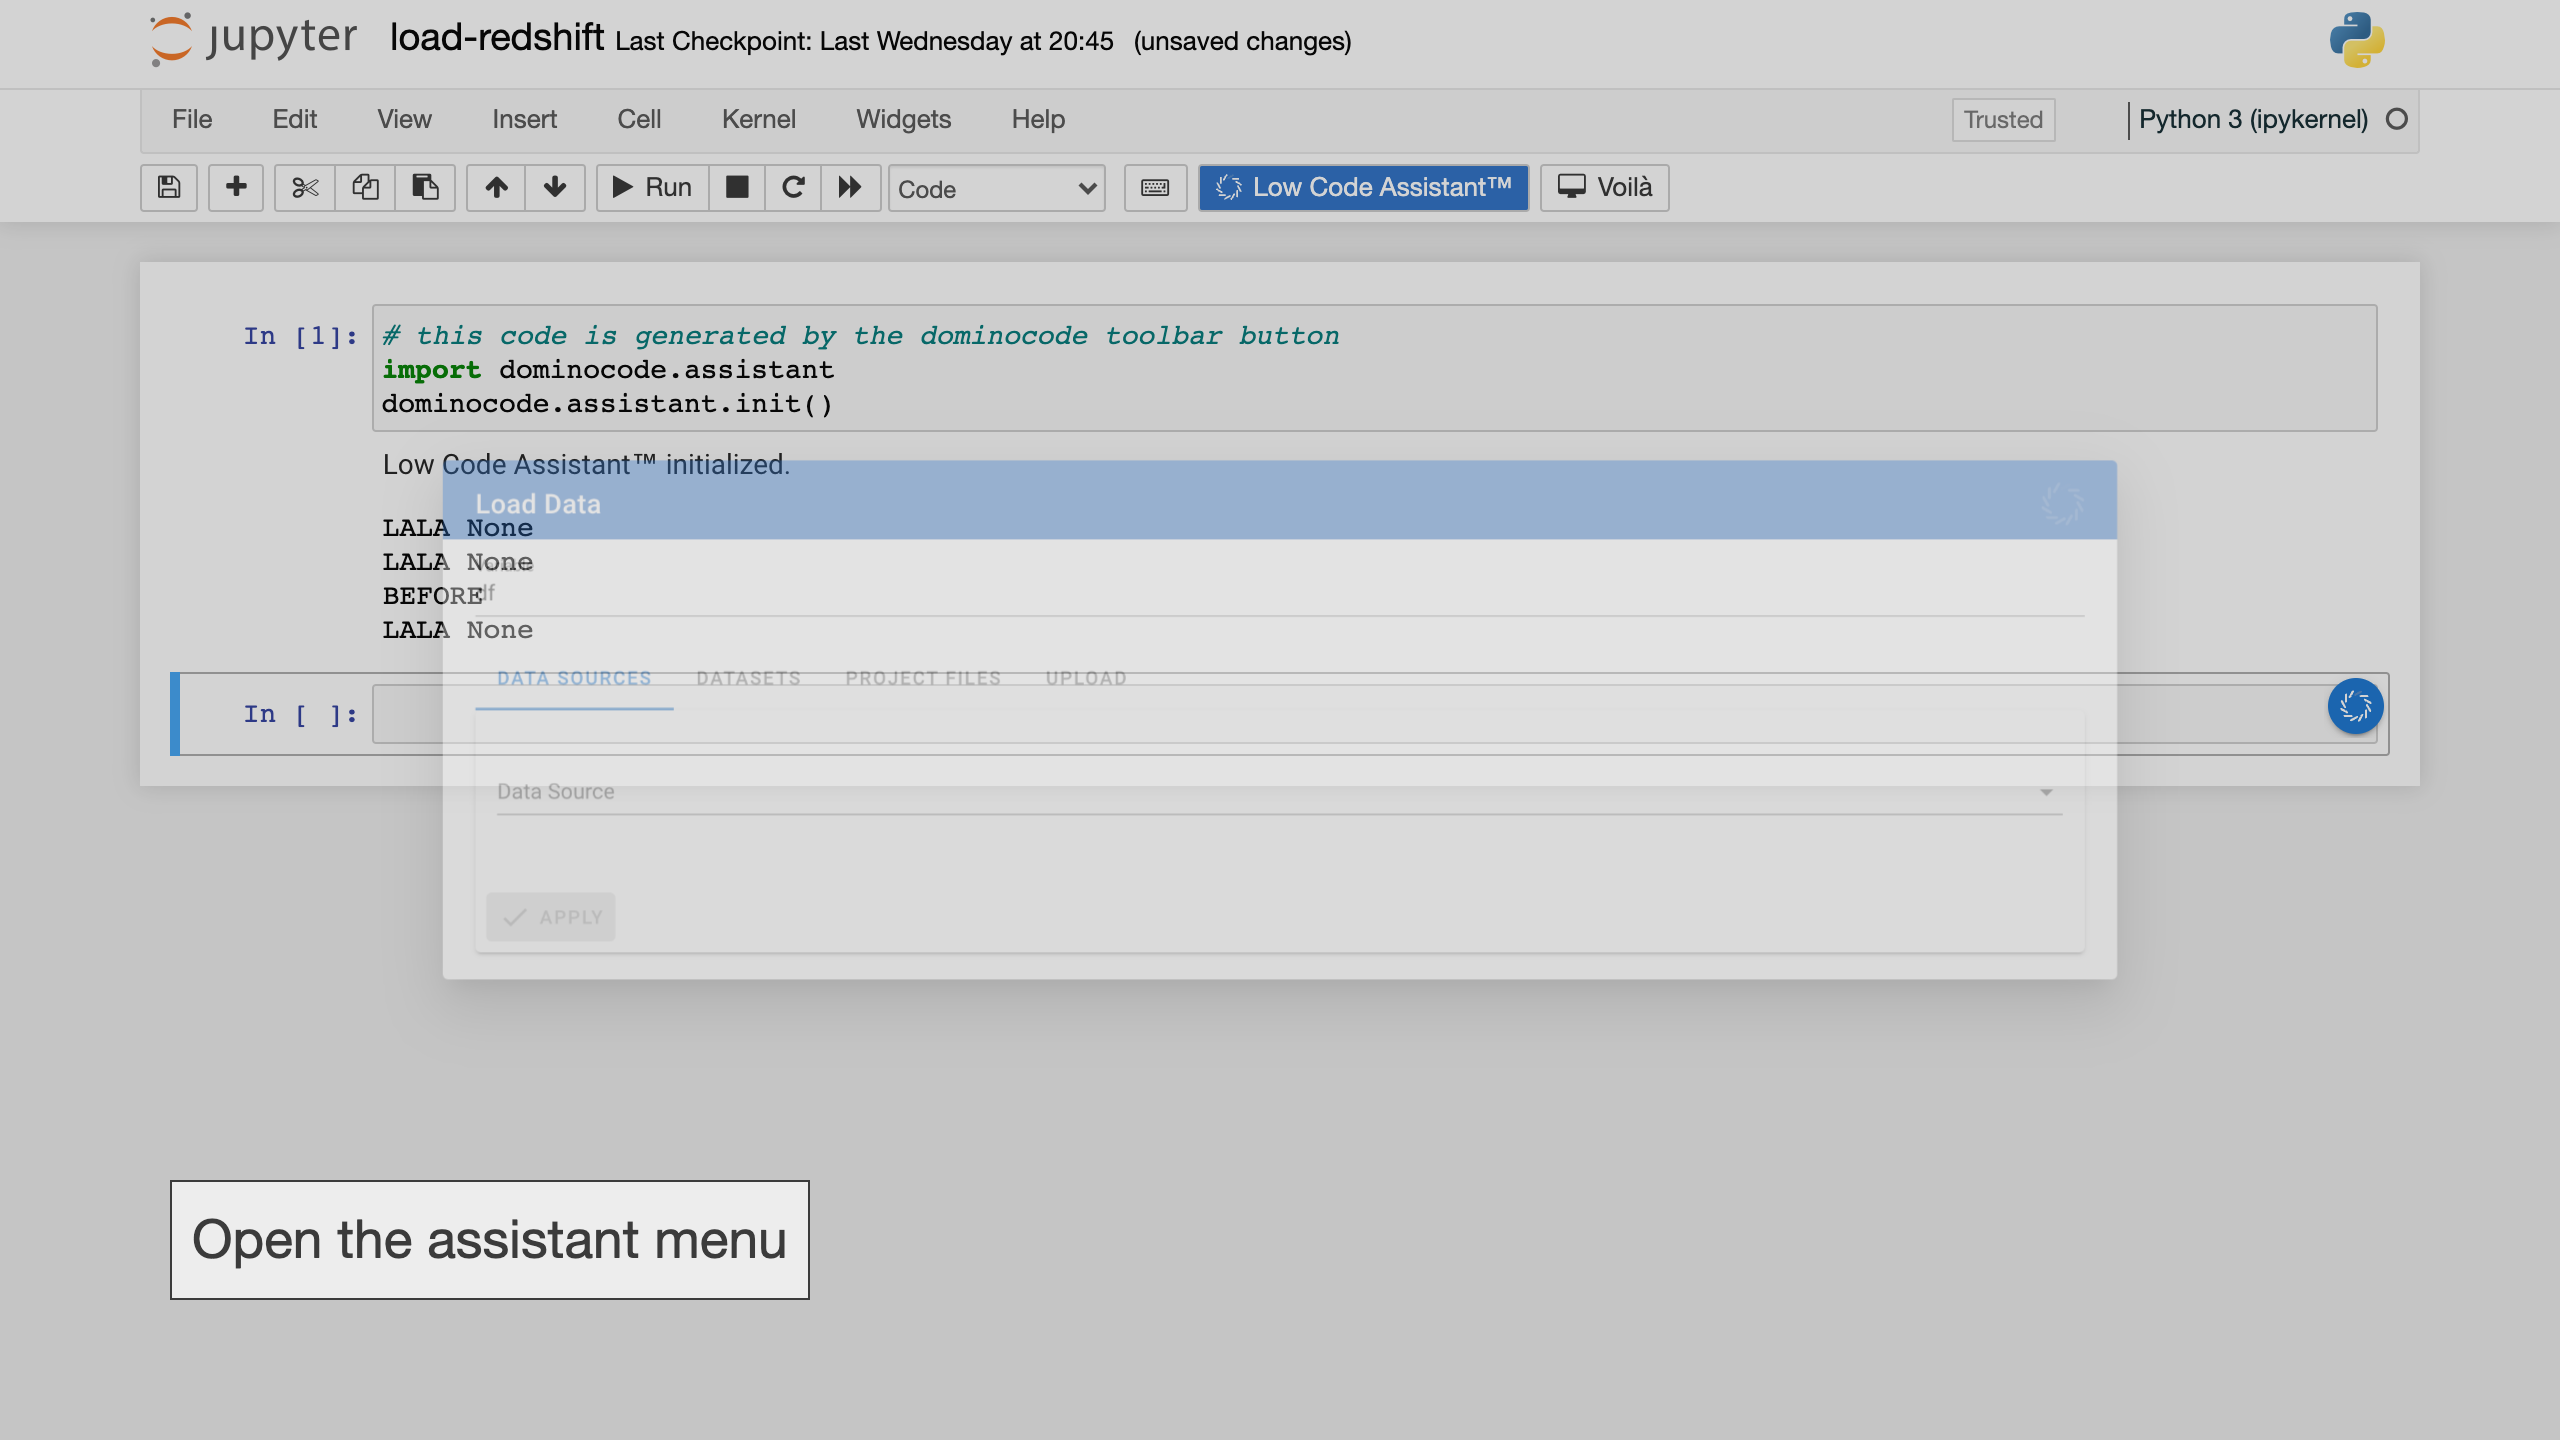 jupyter load-redshift Last Checkpoint: Last Wednesday at 20:45 (unsaved changes)
File Edit View Insert Cell Kernel Widgets Help Trusted Python 3 (ipykernel)
Run Code Low Code Assistant™ Voilà
In [1]: # this code is generated by the dominocode toolbar button
import dominocode.assistant
dominocode.assistant.init()
Low Code Assistant™ initialized.
Load Data
LALA None
LALA None
Variable
BEFORE
df
LALA None
DATA SOURCES DATASETS PROJECT FILES UPLOAD
In [ ]:
Data Source
APPLY
Open the assistant menu